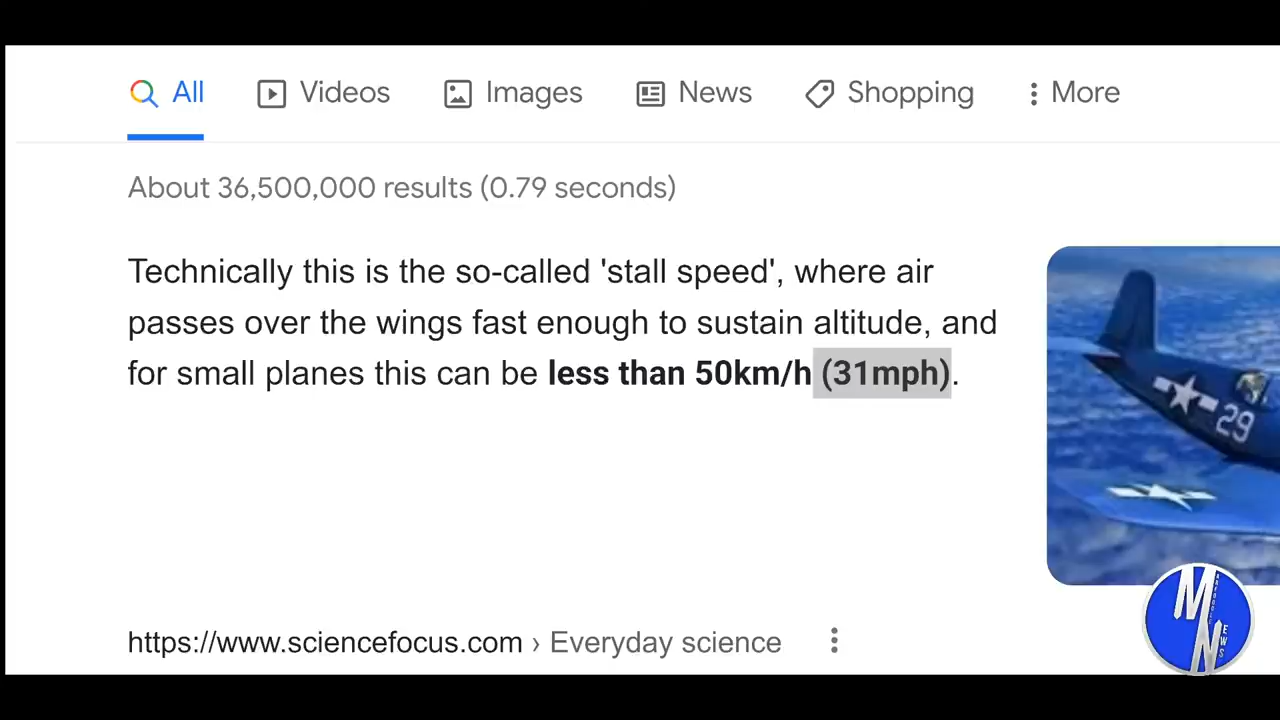 All Videos Images News Shopping More
About 36,500,000 results (0.79 seconds)
Technically this is the so-called 'stall speed', where air
passes over the wings fast enough to sustain altitude, and
for small planes this can be less than 50km/h (31mph).
29
https://www.sciencefocus.com › Everyday science
M
N
EWS